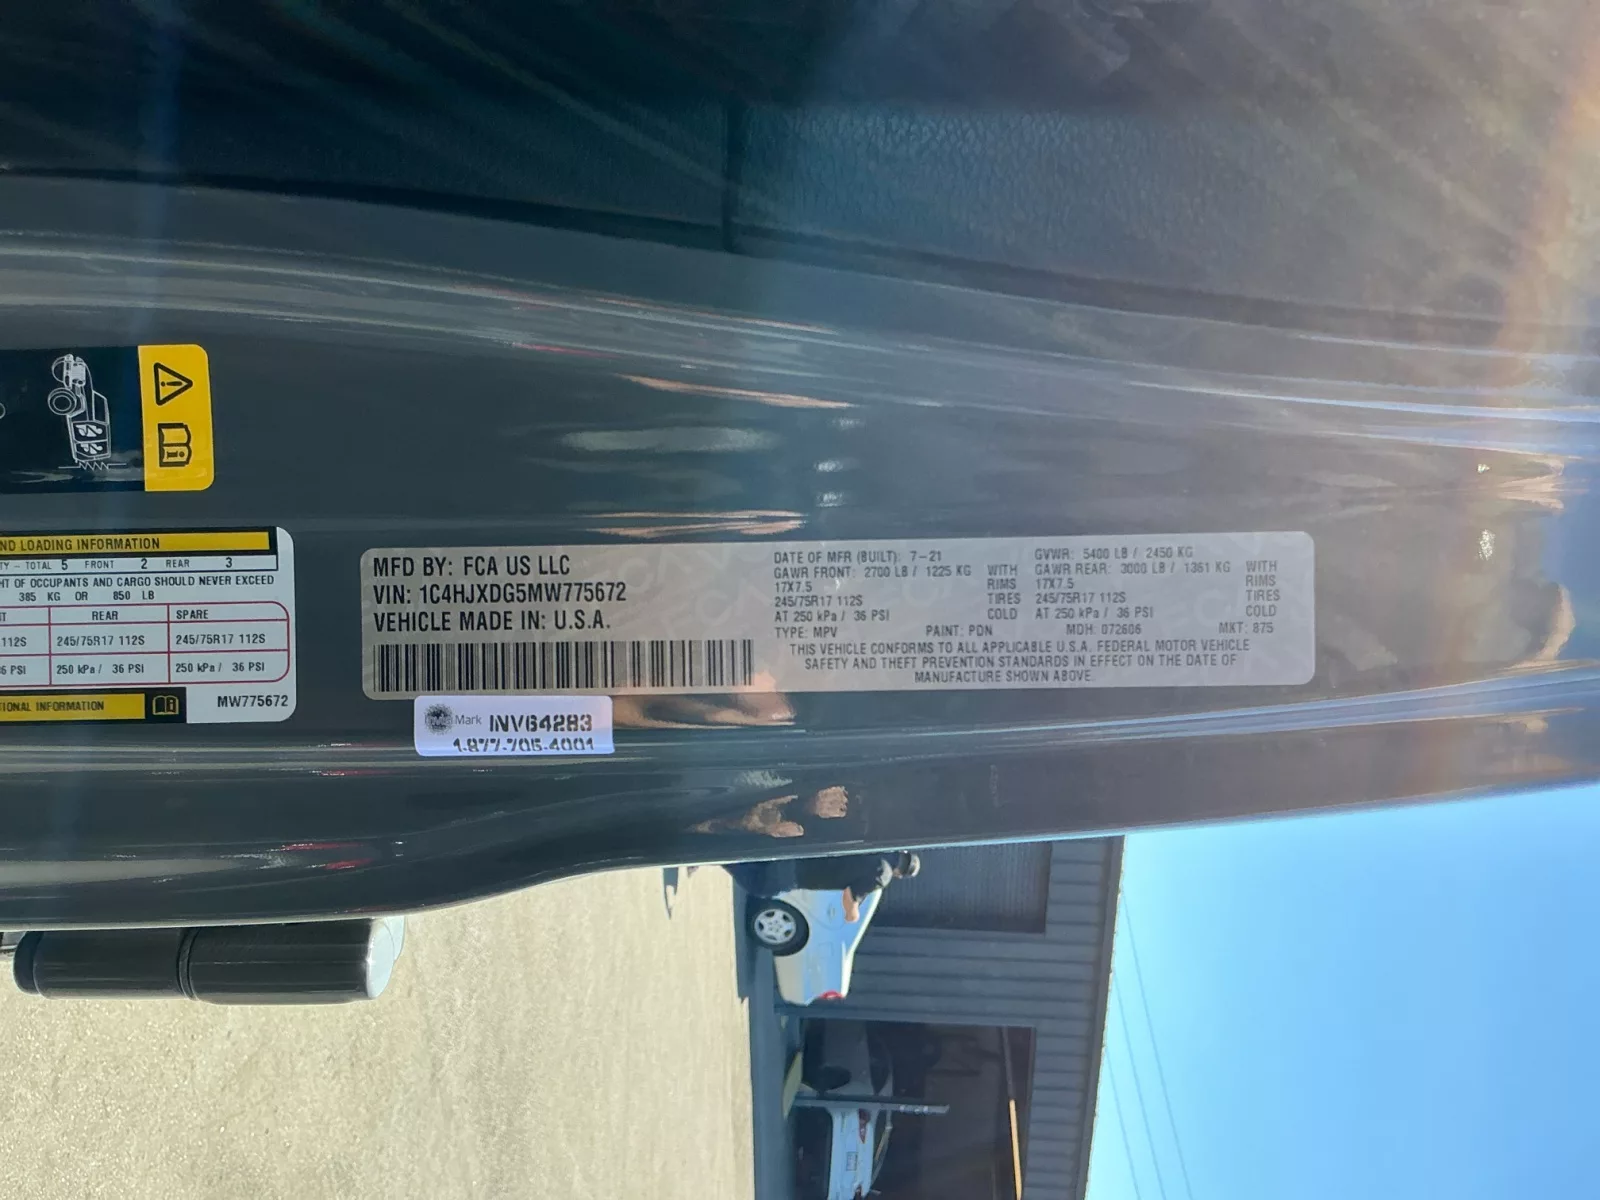 ND LOADING INFORMATION
TY - TOTAL 5 FRONT 2 REAR 3
HT OF OCCUPANTS AND CARGO SHOULD NEVER EXCEED
385 KG OR 850 LB
REAR SPARE
112S 245/75R17 112S 245/75R17 112S
36 PSI 250 kPa / 36 PSI 250 kPa / 36 PSI
IONAL INFORMATION
MW775672
MFD BY: FCA US LLC
VIN: 1C4HJXDG5MW775672
VEHICLE MADE IN: U.S.A.
DATE OF MFR (BUILT): 7-21
GAWR FRONT: 2700 LB / 1225 KG WITH
17X7.5 RIMS
245/75R17 112S TIRES
AT 250 kPa / 36 PSI COLD
GVWR: 5400 LB / 2450 KG
GAWR REAR: 3000 LB / 1361 KG WITH
17X7.5 RIMS
245/75R17 112S TIRES
AT 250 kPa / 36 PSI COLD
TYPE: MPV PAINT: PDN MDH: 072606 MKT: 875
THIS VEHICLE CONFORMS TO ALL APPLICABLE U.S.A. FEDERAL MOTOR VEHICLE
SAFETY AND THEFT PREVENTION STANDARDS IN EFFECT ON THE DATE OF
MANUFACTURE SHOWN ABOVE.
Mark INV64283
1-877-705-4001